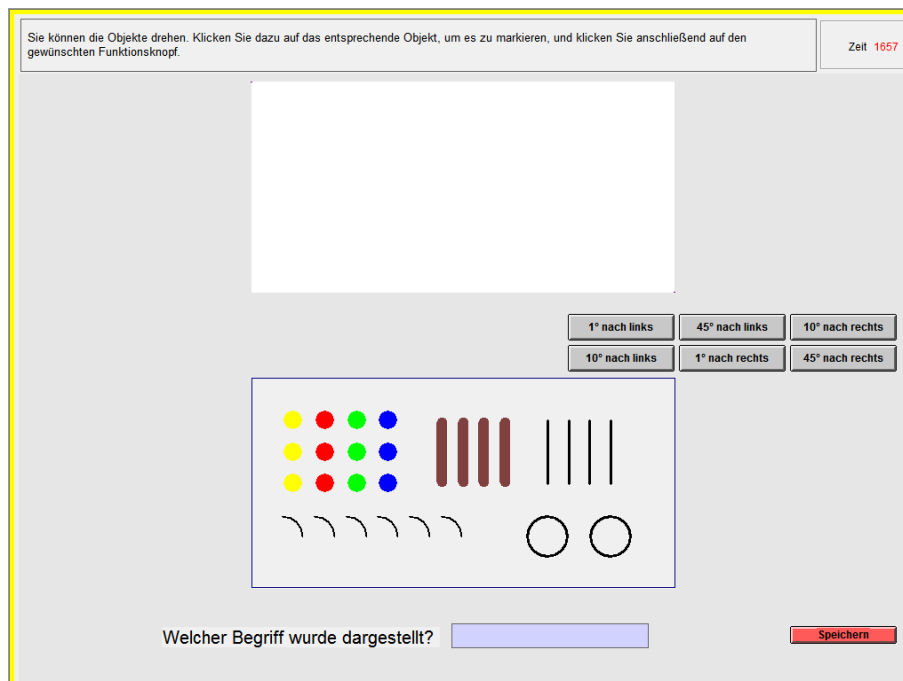 Sie können die Objekte drehen. Klicken Sie dazu auf das entsprechende Objekt, um es zu markieren, und klicken Sie anschließend auf den
gewünschten Funktionsknopf.
Zeit 1657
1° nach links
45° nach links
10° nach rechts
10° nach links
1° nach rechts
45° nach rechts
Welcher Begriff wurde dargestellt?
Speichern